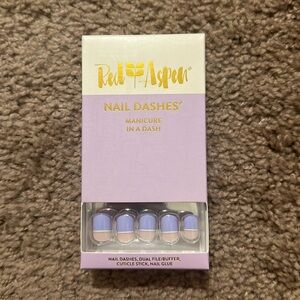 Red Aspen
NAIL DASHES®
MANICURE
IN A DASH
NAIL DASHES, DUAL FILE/BUFFER,
CUTICLE STICK, NAIL GLUE